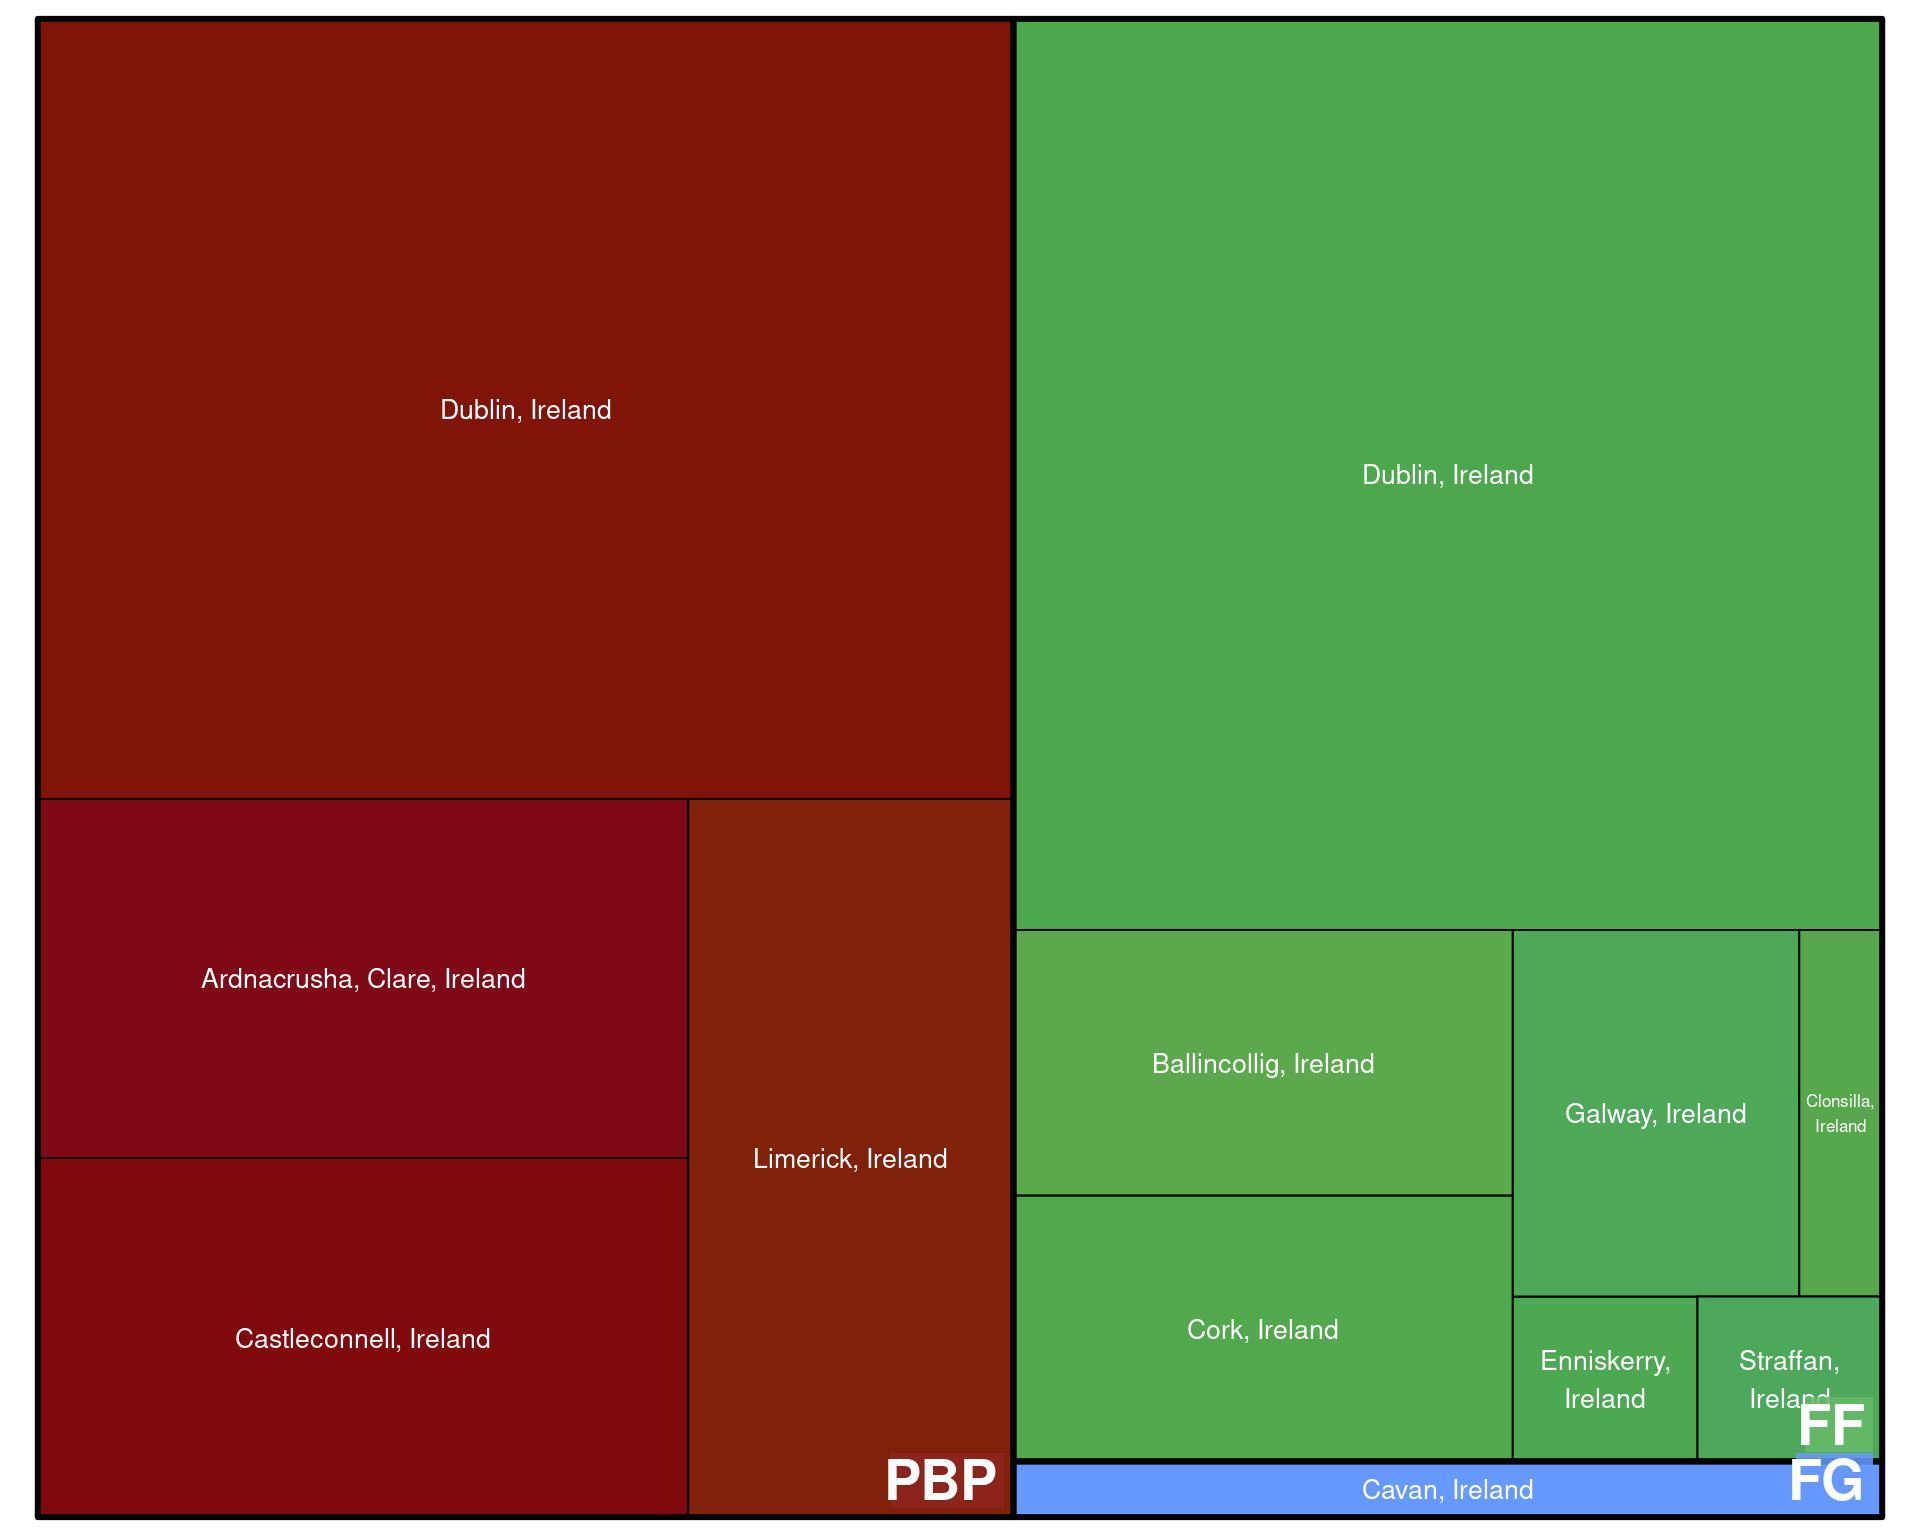 Dublin, Ireland
Ardnacrusha, Clare, Ireland
Castleconnell, Ireland
Limerick, Ireland
PBP
Dublin, Ireland
Ballincollig, Ireland
Cork, Ireland
Galway, Ireland
Clonsilla,
Ireland
Enniskerry,
Ireland
Straffan,
Ireland
FF
Cavan, Ireland
FG